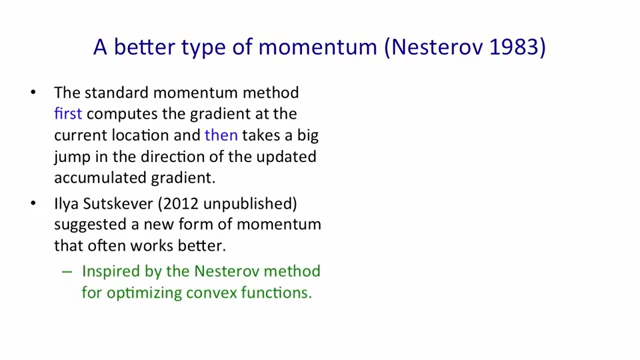 A better type of momentum (Nesterov 1983)
• The standard momentum method
first computes the gradient at the
current location and then takes a big
jump in the direction of the updated
accumulated gradient.
• Ilya Sutskever (2012 unpublished)
suggested a new form of momentum
that often works better.
– Inspired by the Nesterov method
for optimizing convex functions.